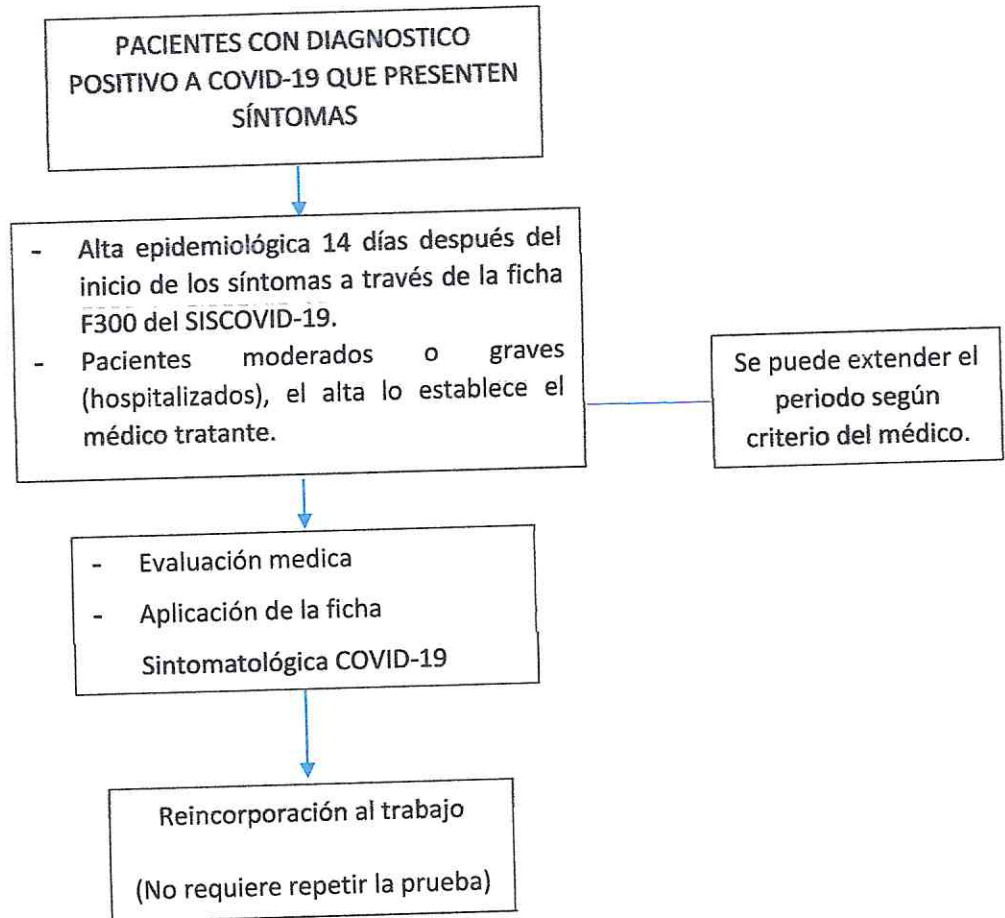 PACIENTES CON DIAGNOSTICO
POSITIVO A COVID-19 QUE PRESENTEN
SÍNTOMAS
- Alta epidemiológica 14 días después del
inicio de los síntomas a través de la ficha
F300 del SISCOVID-19.
- Pacientes moderados o graves
(hospitalizados), el alta lo establece el
médico tratante.
Se puede extender el
periodo según
criterio del médico.
- Evaluación medica
- Aplicación de la ficha
Sintomatológica COVID-19
Reincorporación al trabajo
(No requiere repetir la prueba)